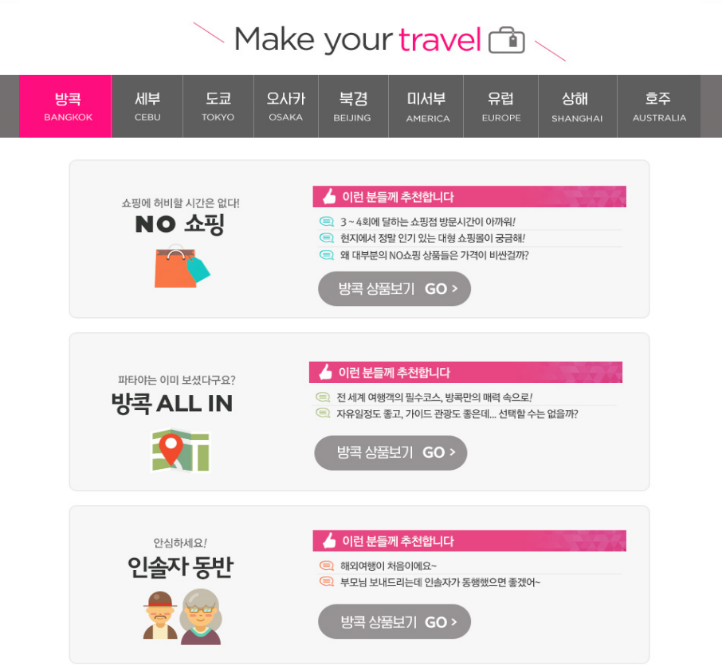 Make your travel
방콕 세부 도쿄 오사카 북경 미서부 유럽 상해 호주
BANGKOK CEBU TOKYO OSAKA BEIJING AMERICA EUROPE SHANGHAI AUSTRALIA
쇼핑에 허비할 시간은 없다!
NO 쇼핑
이런 분들께 추천합니다
3 ~ 4회에 달하는 쇼핑점 방문시간이 아까워!
현지에서 정말 인기 있는 대형 쇼핑몰이 궁금해!
왜 대부분의 NO쇼핑 상품들은 가격이 비싼걸까?
방콕 상품보기 GO >
파타야는 이미 보셨다구요?
방콕 ALL IN
이런 분들께 추천합니다
전 세계 여행객의 필수코스, 방콕만의 매력 속으로!
자유일정도 좋고, 가이드 관광도 좋은데... 선택할 수는 없을까?
방콕 상품보기 GO >
안심하세요!
인솔자 동반
이런 분들께 추천합니다
해외여행이 처음이에요~
부모님 보내드리는데 인솔자가 동행했으면 좋겠어~
방콕 상품보기 GO >